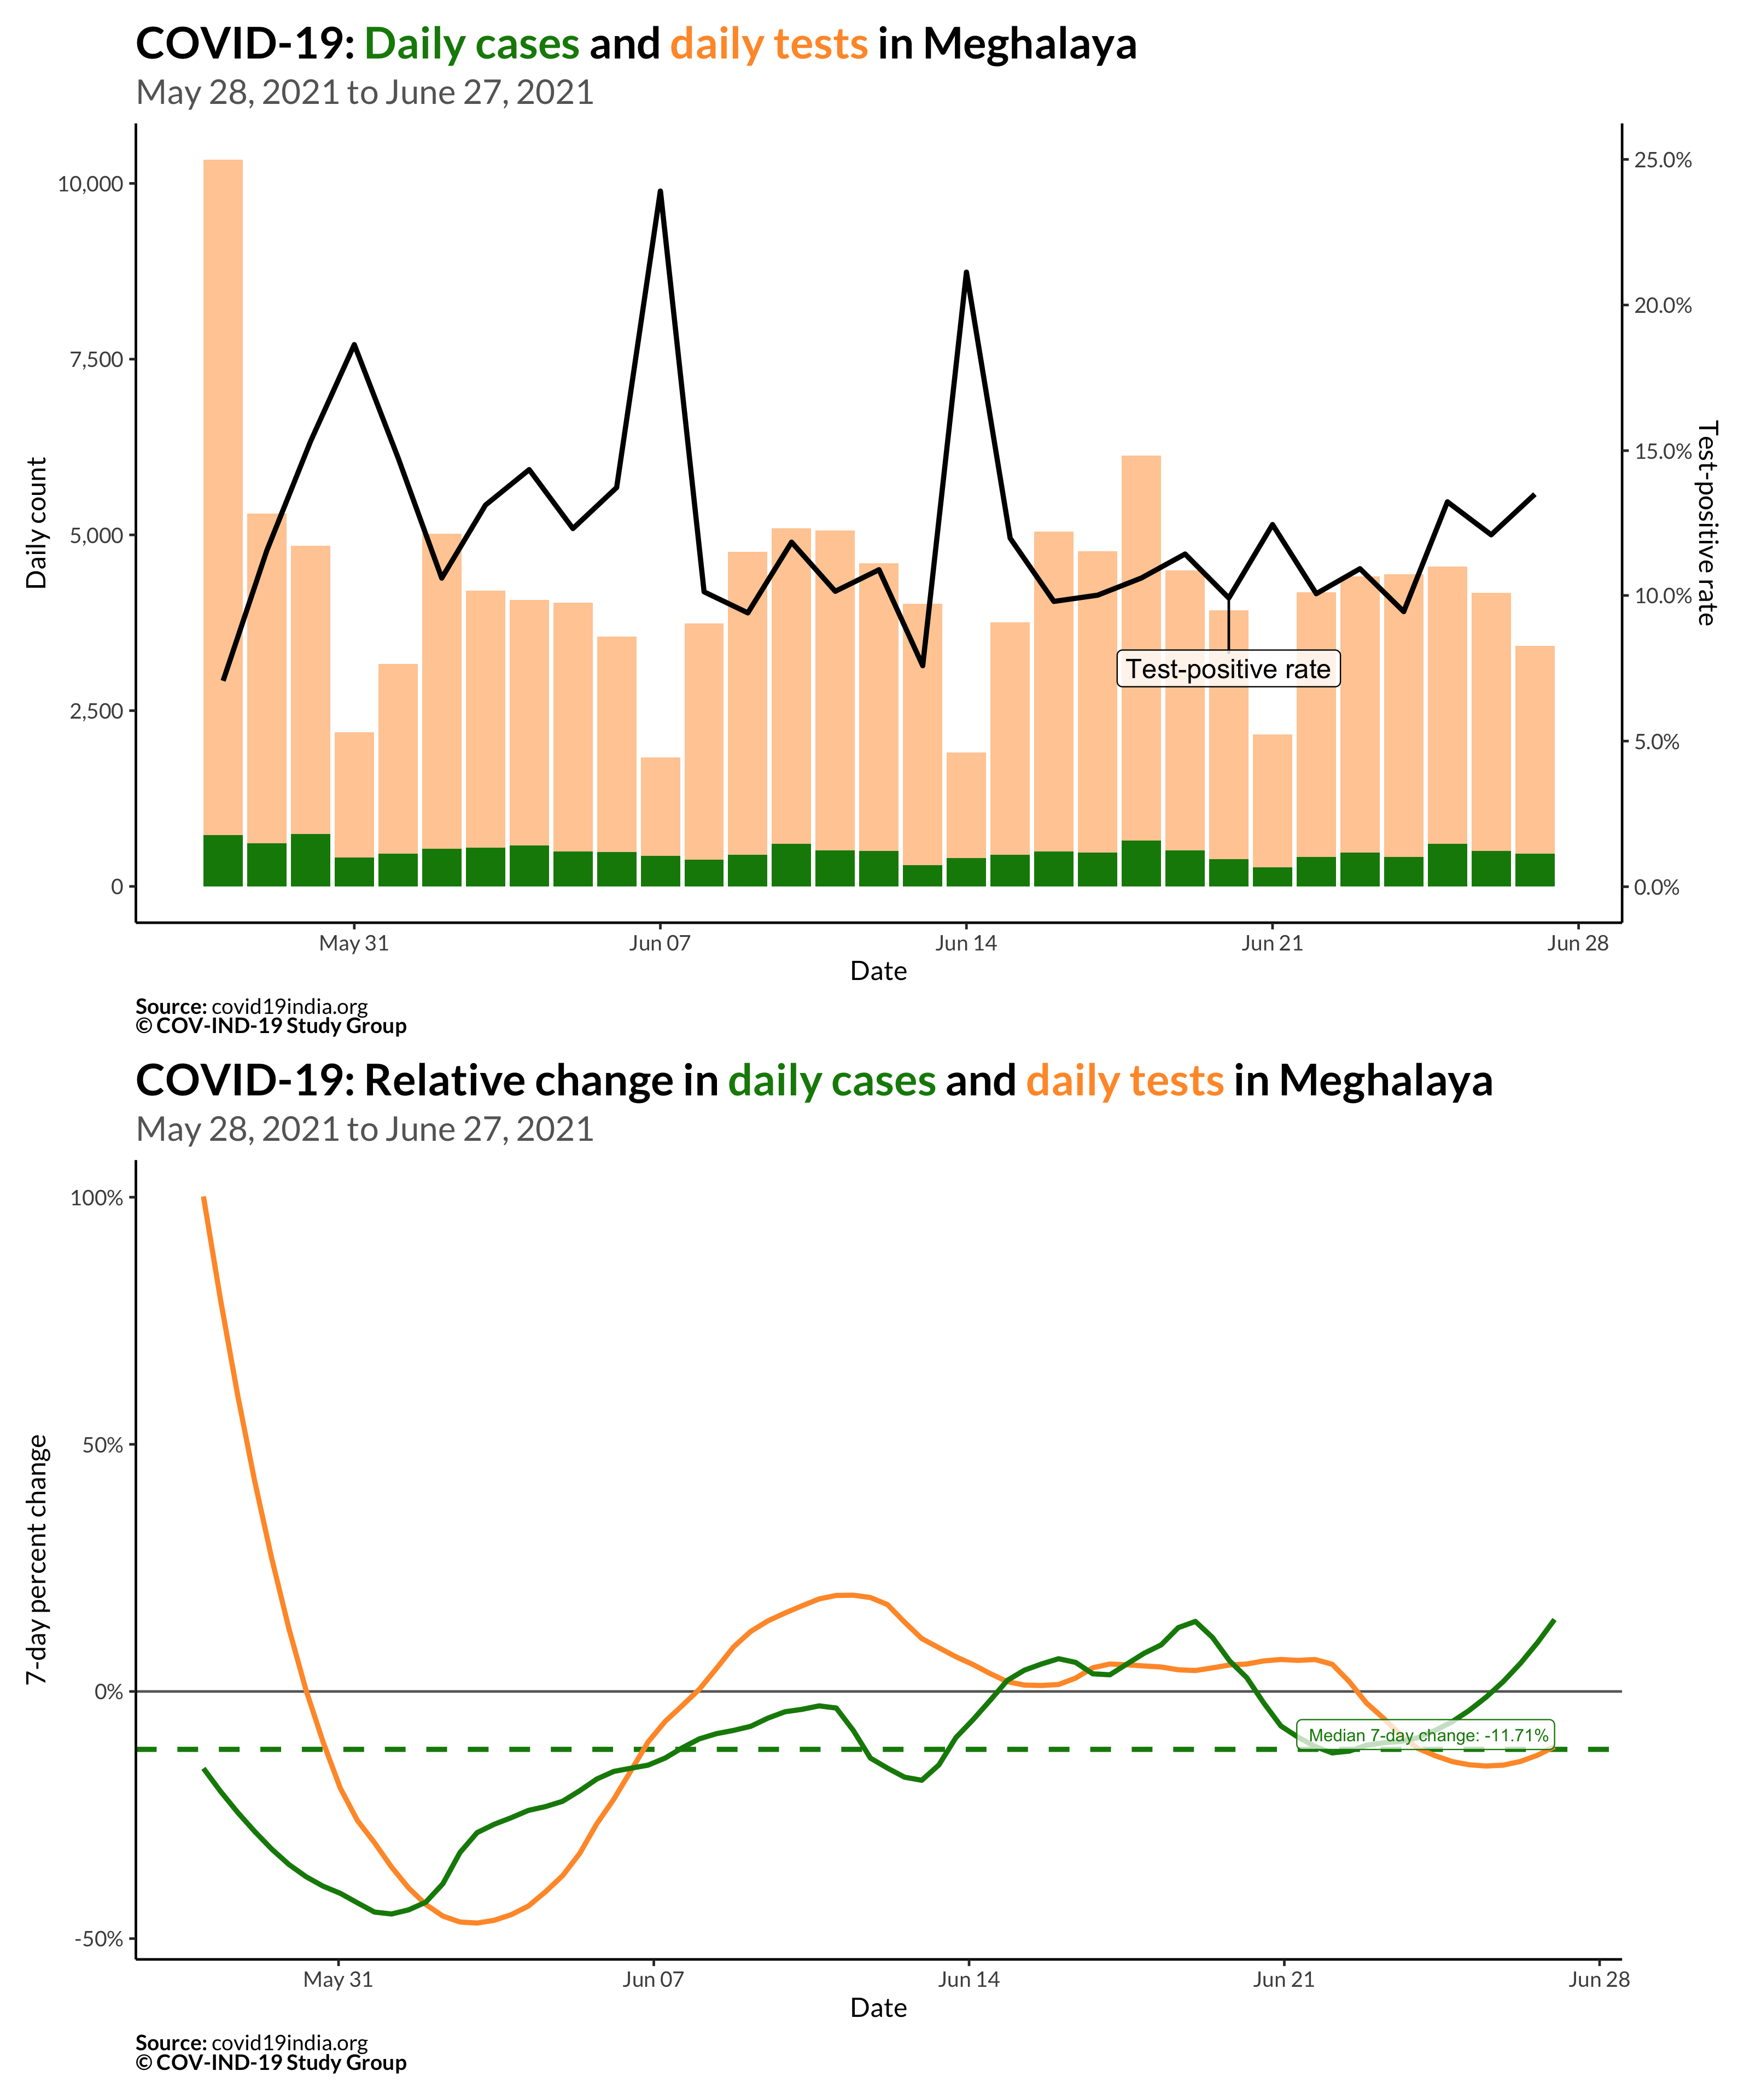 COVID-19: Daily cases and daily tests in Meghalaya
May 28, 2021 to June 27, 2021
10,000
7,500
5,000
2,500
0
Daily count
25.0%
20.0%
15.0%
10.0%
5.0%
0.0%
Test-positive rate
Test-positive rate
May 31
Jun 07
Jun 14
Jun 21
Jun 28
Date
Source: covid19india.org
© COV-IND-19 Study Group
COVID-19: Relative change in daily cases and daily tests in Meghalaya
May 28, 2021 to June 27, 2021
100%
50%
0%
-50%
7-day percent change
Median 7-day change: -11.71%
May 31
Jun 07
Jun 14
Jun 21
Jun 28
Date
Source: covid19india.org
© COV-IND-19 Study Group